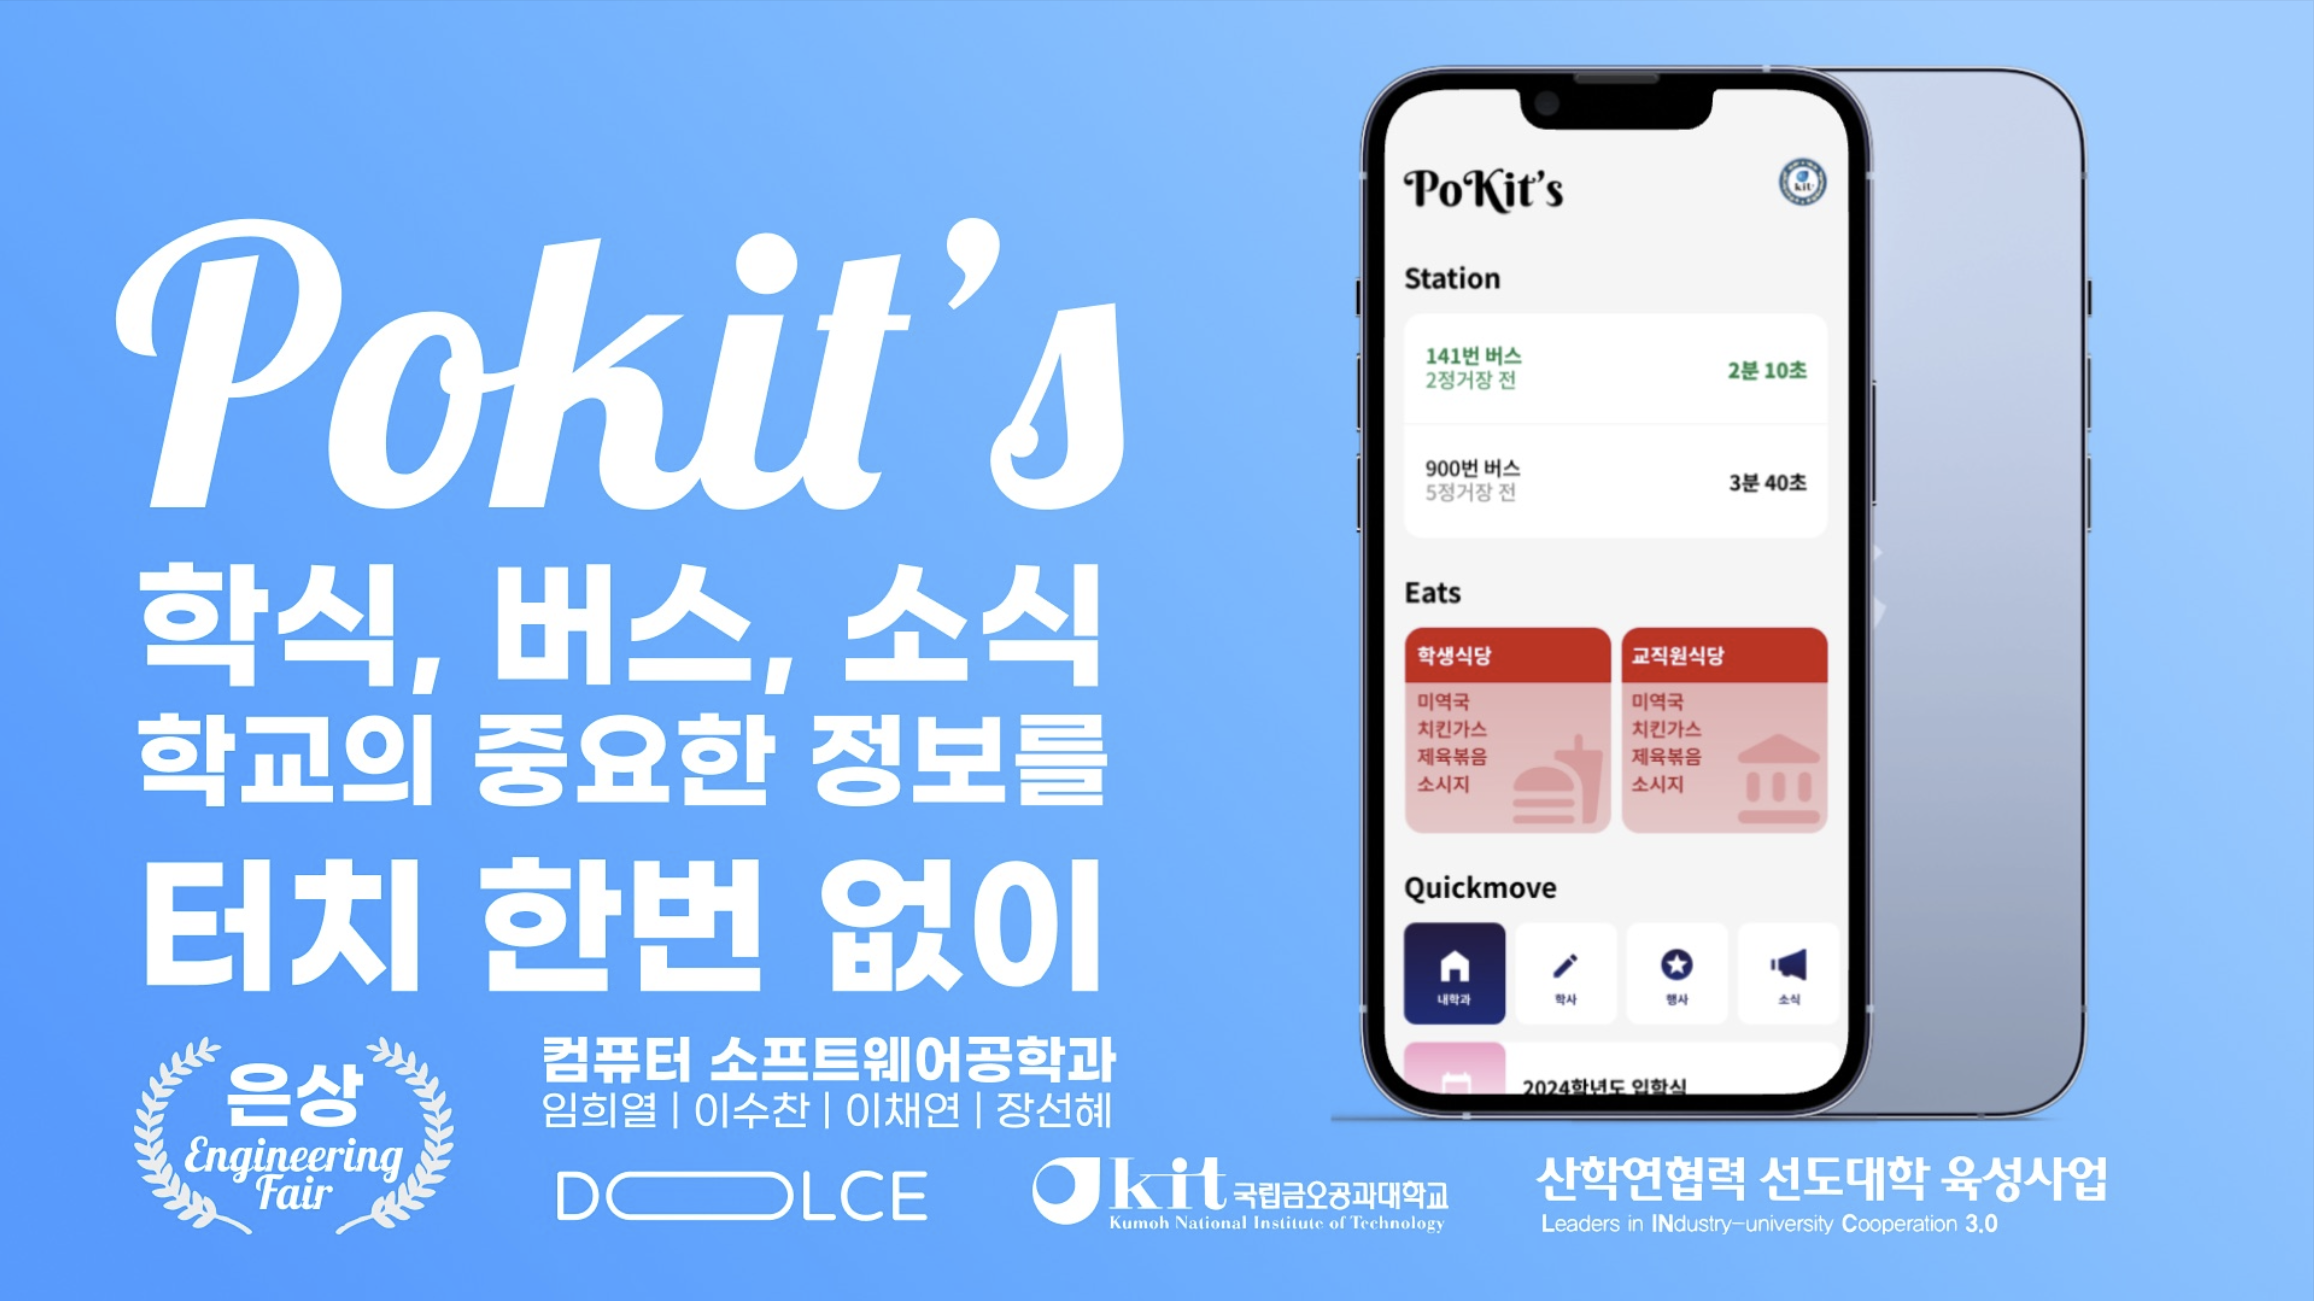 Pokit's
학식, 버스, 소식
학교의 중요한 정보를
터치 한번 없이
은상
Engineering
Fair
컴퓨터 소프트웨어공학과
임희열 | 이수찬 | 이채연 | 장선혜
DOLCE
kit 국립금오공과대학교
Kumoh National Institute of Technology
산학연협력 선도대학 육성사업
Leaders in INdustry-university Cooperation 3.0
PoKit's
kit
Station
141번 버스
2정거장 전
2분 10초
900번 버스
5정거장 전
3분 40초
Eats
학생식당
미역국
치킨가스
제육볶음
소시지
교직원식당
미역국
치킨가스
제육볶음
소시지
Quickmove
내학과
학사
행사
소식
2024학년도 입학식